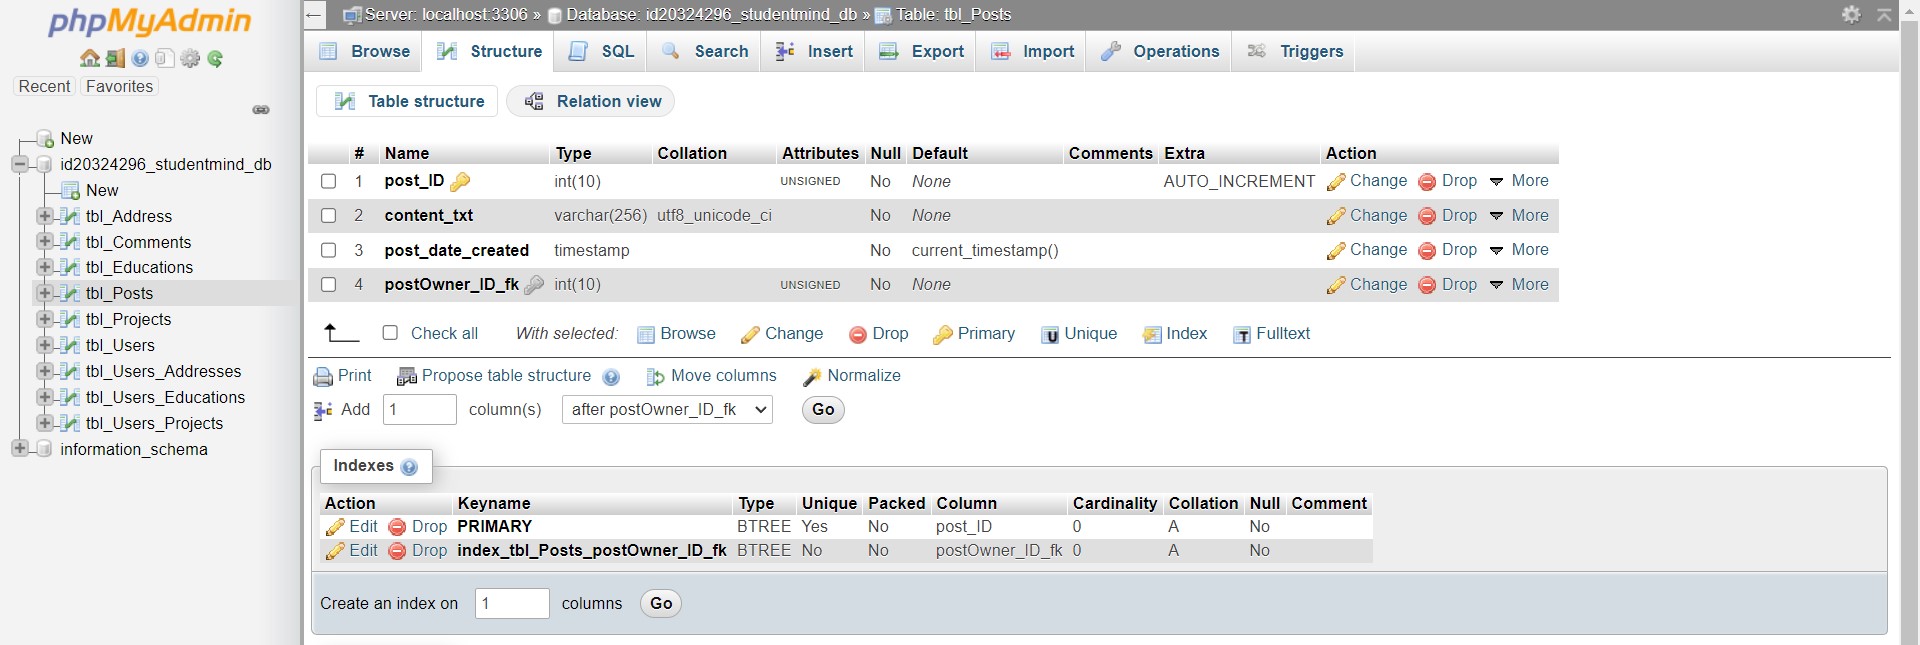 phpMyAdmin
Recent Favorites
New
id20324296_studentmind_db
New
tbl_Address
tbl_Comments
tbl_Educations
tbl_Posts
tbl_Projects
tbl_Users
tbl_Users_Addresses
tbl_Users_Educations
tbl_Users_Projects
information_schema
Server: localhost:3306 » Database: id20324296_studentmind_db » Table: tbl_Posts
Browse Structure SQL Search Insert Export Import Operations Triggers
Table structure Relation view
# Name Type Collation Attributes Null Default Comments Extra Action
1 post_ID int(10) UNSIGNED No None AUTO_INCREMENT Change Drop More
2 content_txt varchar(256) utf8_unicode_ci No None Change Drop More
3 post_date_created timestamp No current_timestamp() Change Drop More
4 postOwner_ID_fk int(10) UNSIGNED No None Change Drop More
Check all With selected: Browse Change Drop Primary Unique Index Fulltext
Print Propose table structure Move columns Normalize
Add 1 column(s) after postOwner_ID_fk Go
Indexes
Action Keyname Type Unique Packed Column Cardinality Collation Null Comment
Edit Drop PRIMARY BTREE Yes No post_ID 0 A No
Edit Drop index_tbl_Posts_postOwner_ID_fk BTREE No No postOwner_ID_fk 0 A No
Create an index on 1 columns Go